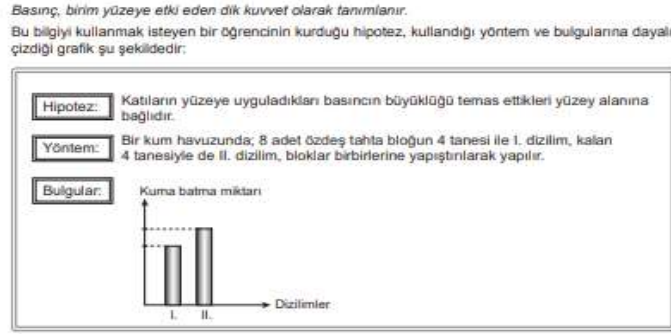 Basınç, birim yüzeye etki eden dik kuvvet olarak tanımlanır.
Bu bilgiyi kullanmak isteyen bir öğrencinin kurduğu hipotez, kullandığı yöntem ve bulgularına dayalı
çizdiği grafik şu şekildedir:
Hipotez: Katıların yüzeye uyguladıkları basıncın büyüklüğü temas ettikleri yüzey alanına
bağlıdır.
Yöntem: Bir kum havuzunda; 8 adet özdeş tahta bloğun 4 tanesi ile I. dizilim, kalan
4 tanesiyle de II. dizilim, bloklar birbirlerine yapıştırılarak yapılır.
Bulgular: Kuma batma miktarı
Dizilimler
I. II.